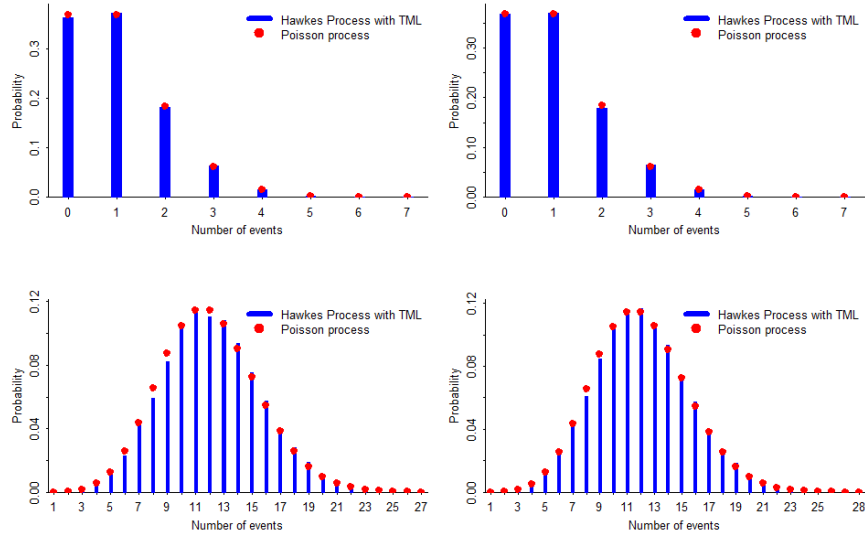 Hawkes Process with TML
Poisson process
Probability
0.0 0.1 0.2 0.3
0 1 2 3 4 5 6 7
Number of events
Hawkes Process with TML
Poisson process
Probability
0.00 0.10 0.20 0.30
0 1 2 3 4 5 6 7
Number of events
Hawkes Process with TML
Poisson process
Probability
0.00 0.04 0.08 0.12
1 3 5 7 9 11 13 15 17 19 21 23 25 27
Number of events
Hawkes Process with TML
Poisson process
Probability
0.00 0.04 0.08 0.12
1 3 5 7 9 11 13 15 17 19 21 23 25 28
Number of events